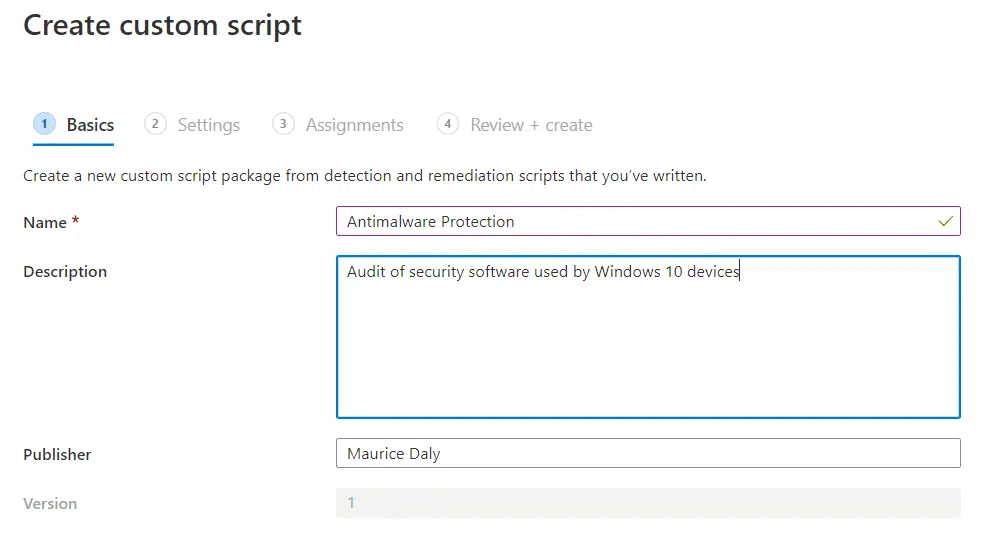 Create custom script
1 Basics 2 Settings 3 Assignments 4 Review + create
Create a new custom script package from detection and remediation scripts that you've written.
Name * Antimalware Protection
Description Audit of security software used by Windows 10 devices
Publisher Maurice Daly
Version 1